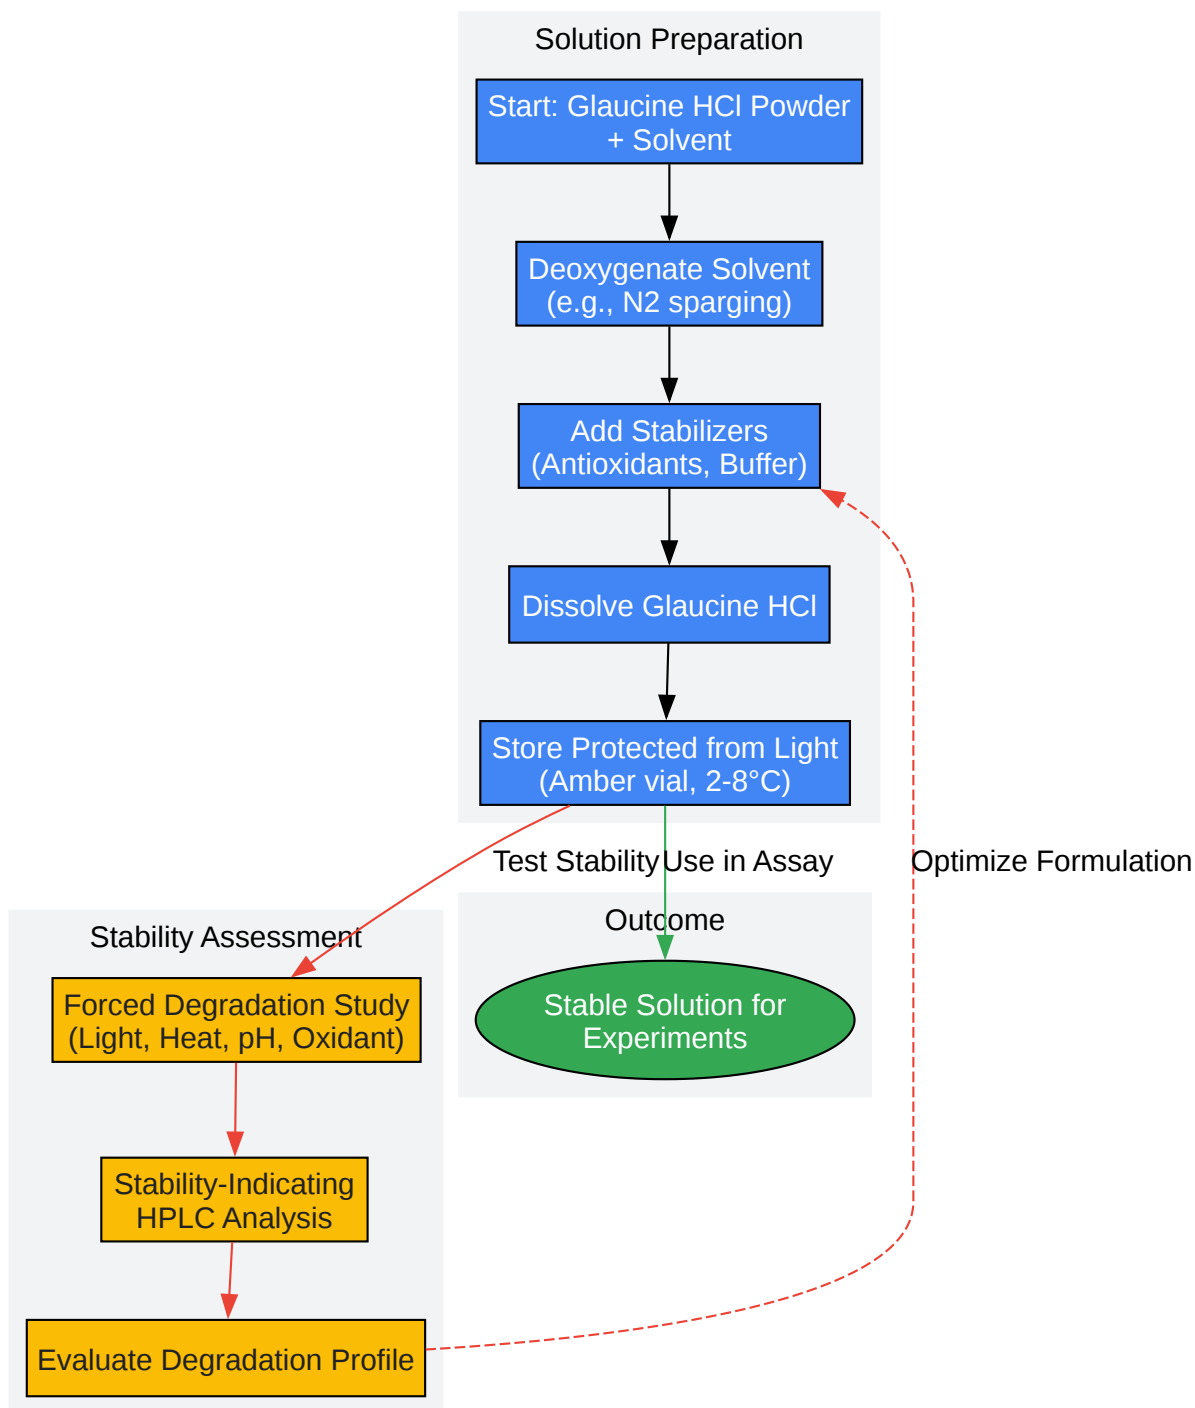 Solution Preparation
Start: Glaucine HCl Powder
+ Solvent
Deoxygenate Solvent
(e.g., N2 sparging)
Add Stabilizers
(Antioxidants, Buffer)
Dissolve Glaucine HCl
Store Protected from Light
(Amber vial, 2-8°C)
Test Stability
Use in Assay
Optimize Formulation
Outcome
Stable Solution for
Experiments
Stability Assessment
Forced Degradation Study
(Light, Heat, pH, Oxidant)
Stability-Indicating
HPLC Analysis
Evaluate Degradation Profile